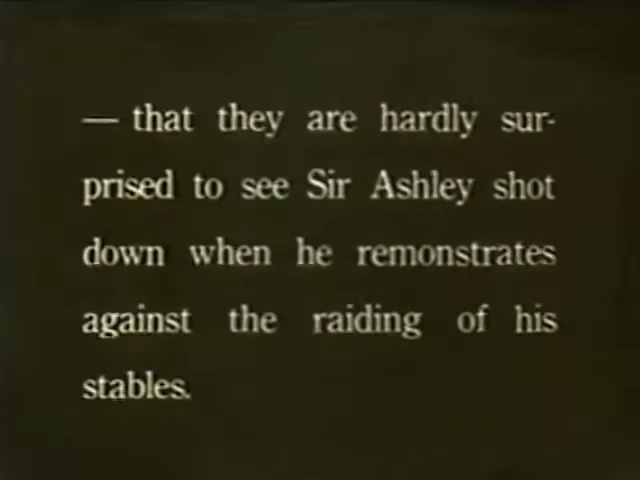 — that they are hardly sur-
prised to see Sir Ashley shot
down when he remonstrates
against the raiding of his
stables.